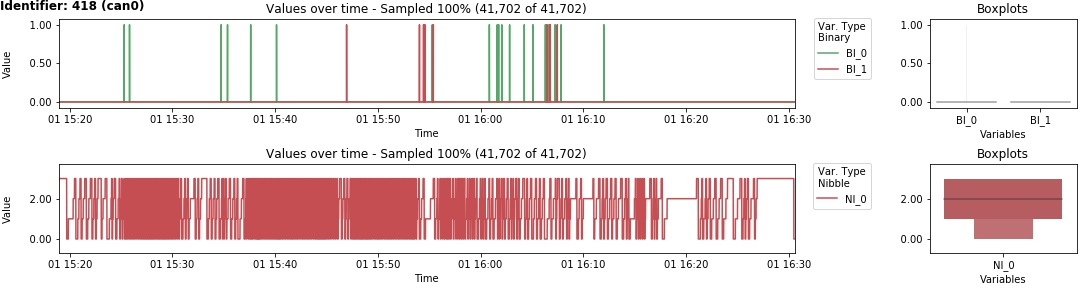 Identifier: 418 (can0)
Values over time - Sampled 100% (41,702 of 41,702)
Boxplots
Value
1.00
0.50
0.00
01 15:20 01 15:30 01 15:40 01 15:50 01 16:00 01 16:10 01 16:20 01 16:30
Time
Var. Type
Binary
BI_0
BI_1
1.00
0.50
0.00
BI_0 BI_1
Variables
Values over time - Sampled 100% (41,702 of 41,702)
Boxplots
Value
2.00
0.00
01 15:20 01 15:30 01 15:40 01 15:50 01 16:00 01 16:10 01 16:20 01 16:30
Time
Var. Type
Nibble
NI_0
2.00
0.00
NI_0
Variables